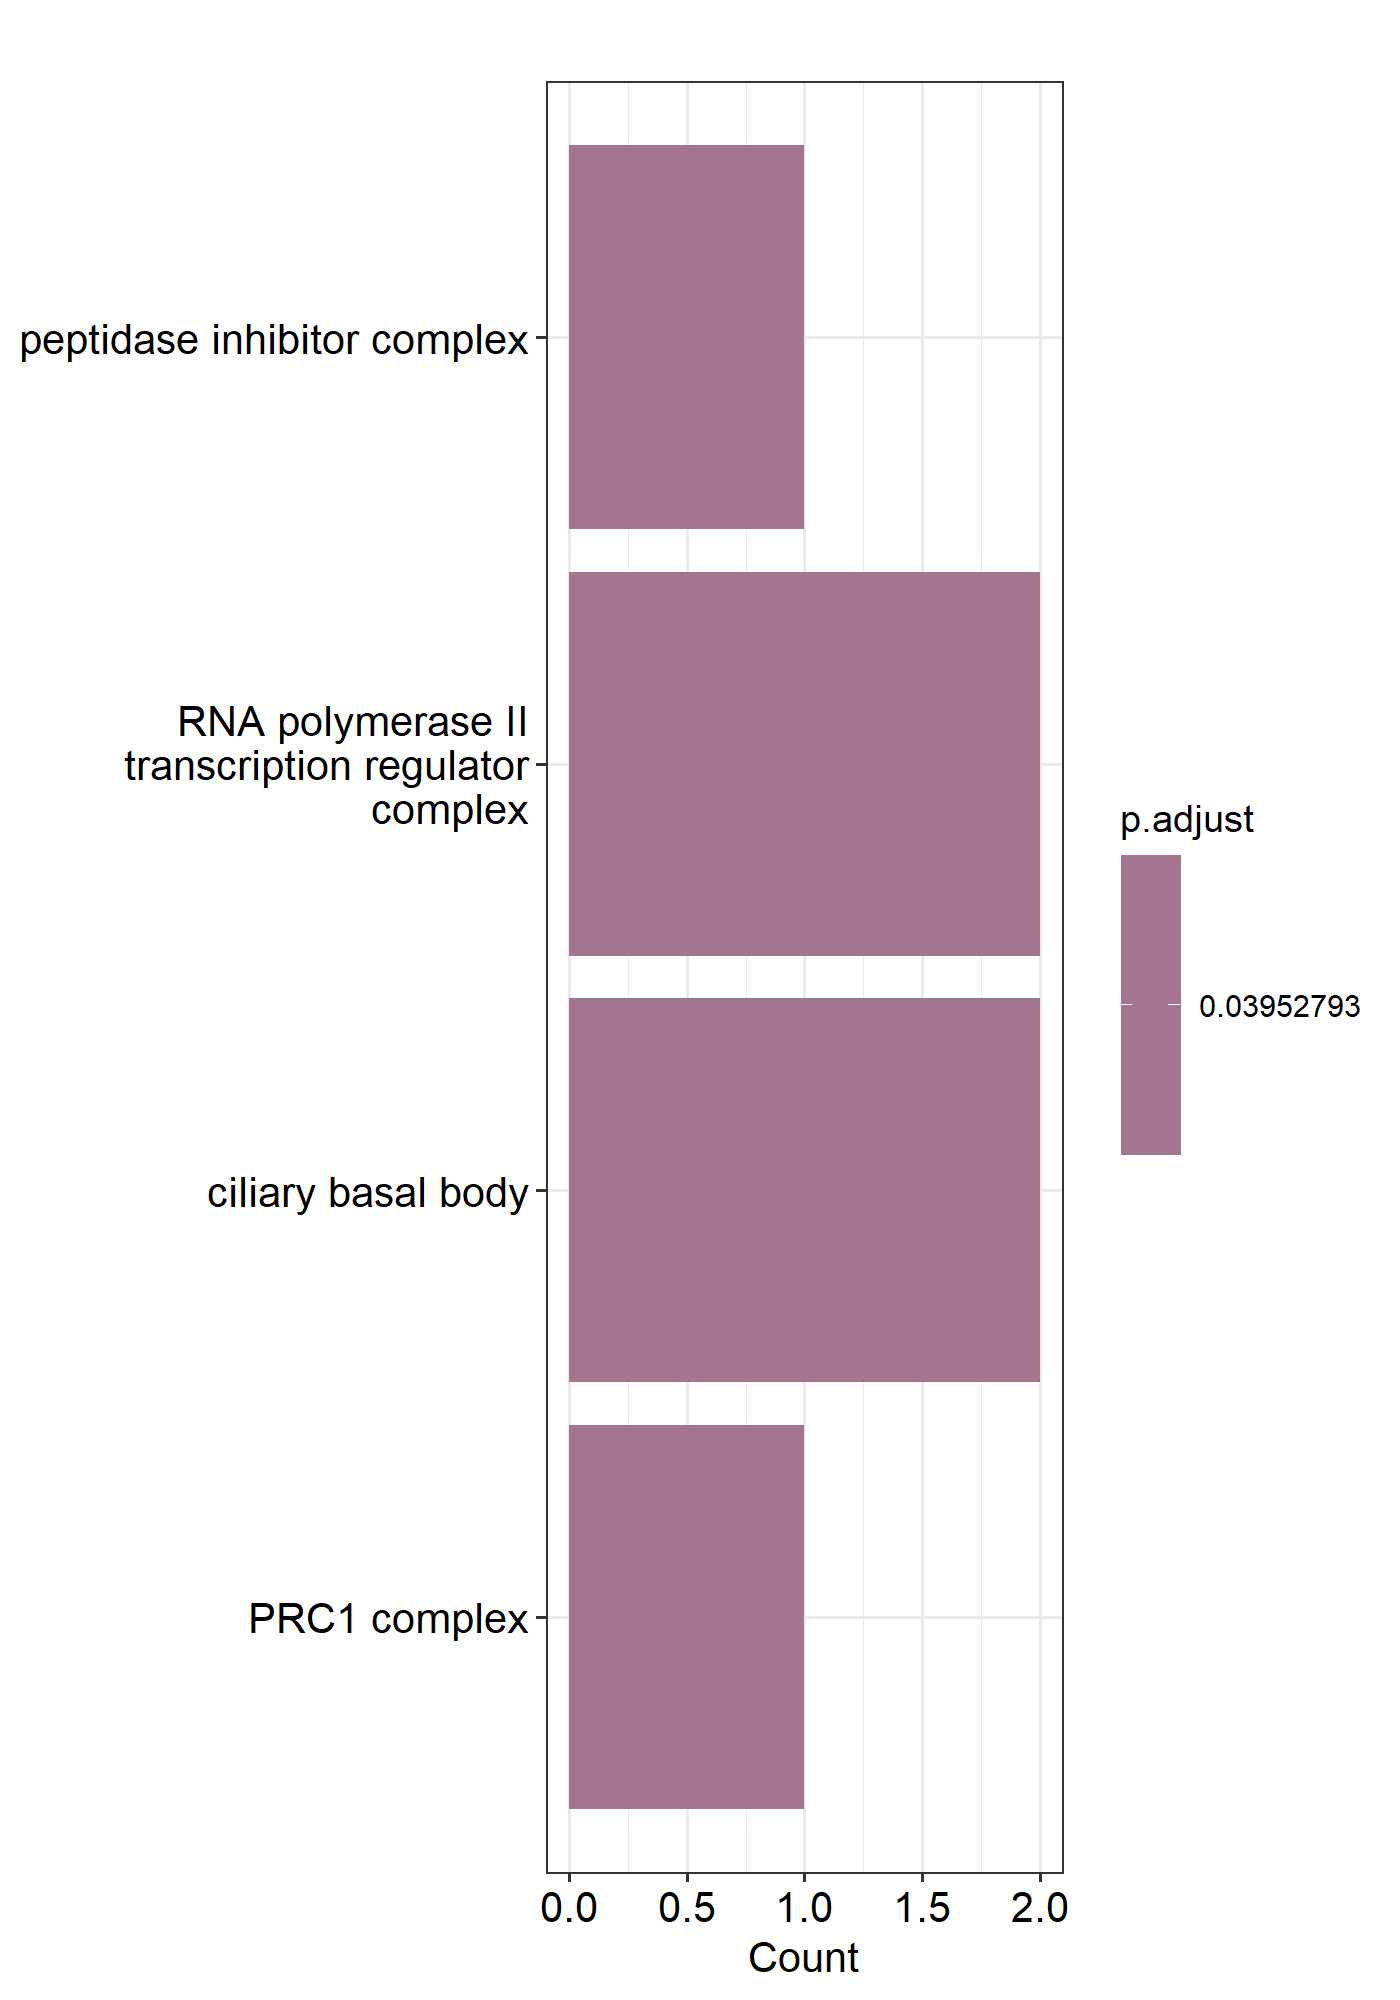 peptidase inhibitor complex
RNA polymerase II
transcription regulator
complex
ciliary basal body
PRC1 complex
0.0 0.5 1.0 1.5 2.0
Count
p.adjust
0.03952793